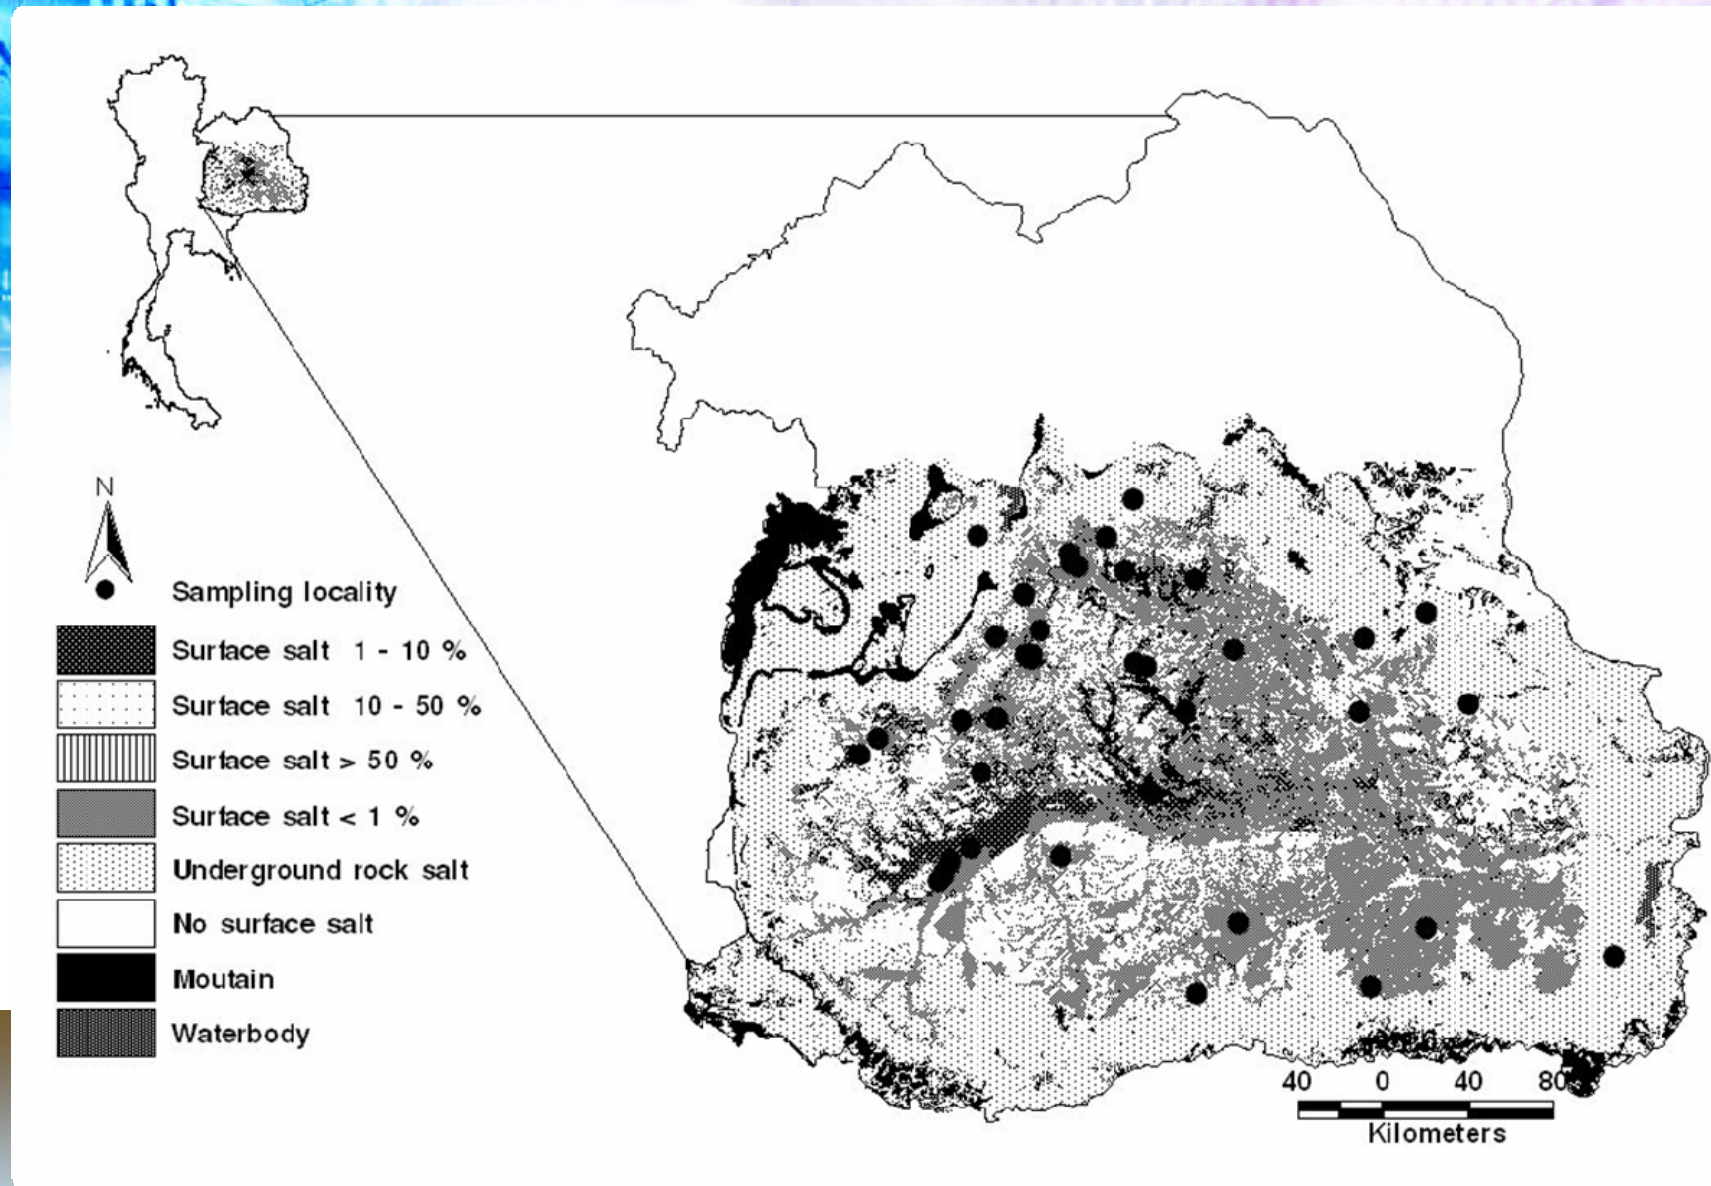 N
Sampling locality
Surface salt 1 - 10 %
Surface salt 10 - 50 %
Surface salt > 50 %
Surface salt < 1 %
Underground rock salt
No surface salt
Moutain
Waterbody
40 0 40 80
Kilometers